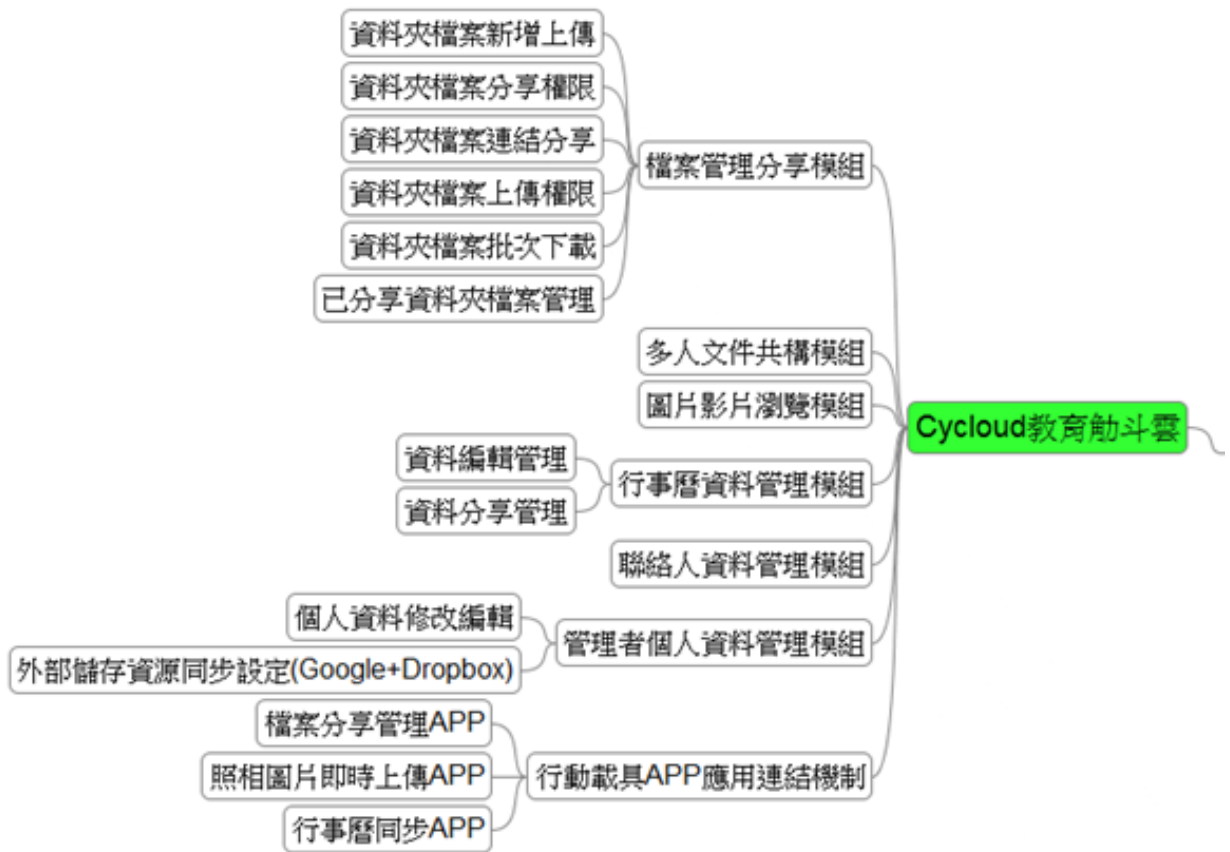 資料夾檔案新增上傳
資料夾檔案分享權限
資料夾檔案連結分享
資料夾檔案上傳權限
資料夾檔案批次下載
已分享資料夾檔案管理
檔案管理分享模組
多人文件共構模組
圖片影片瀏覽模組
Cycloud教育觔斗雲
資料編輯管理
資料分享管理
行事曆資料管理模組
聯絡人資料管理模組
個人資料修改編輯
外部儲存資源同步設定(Google+Dropbox)
管理者個人資料管理模組
檔案分享管理APP
照相圖片即時上傳APP
行事曆同步APP
行動載具APP應用連結機制